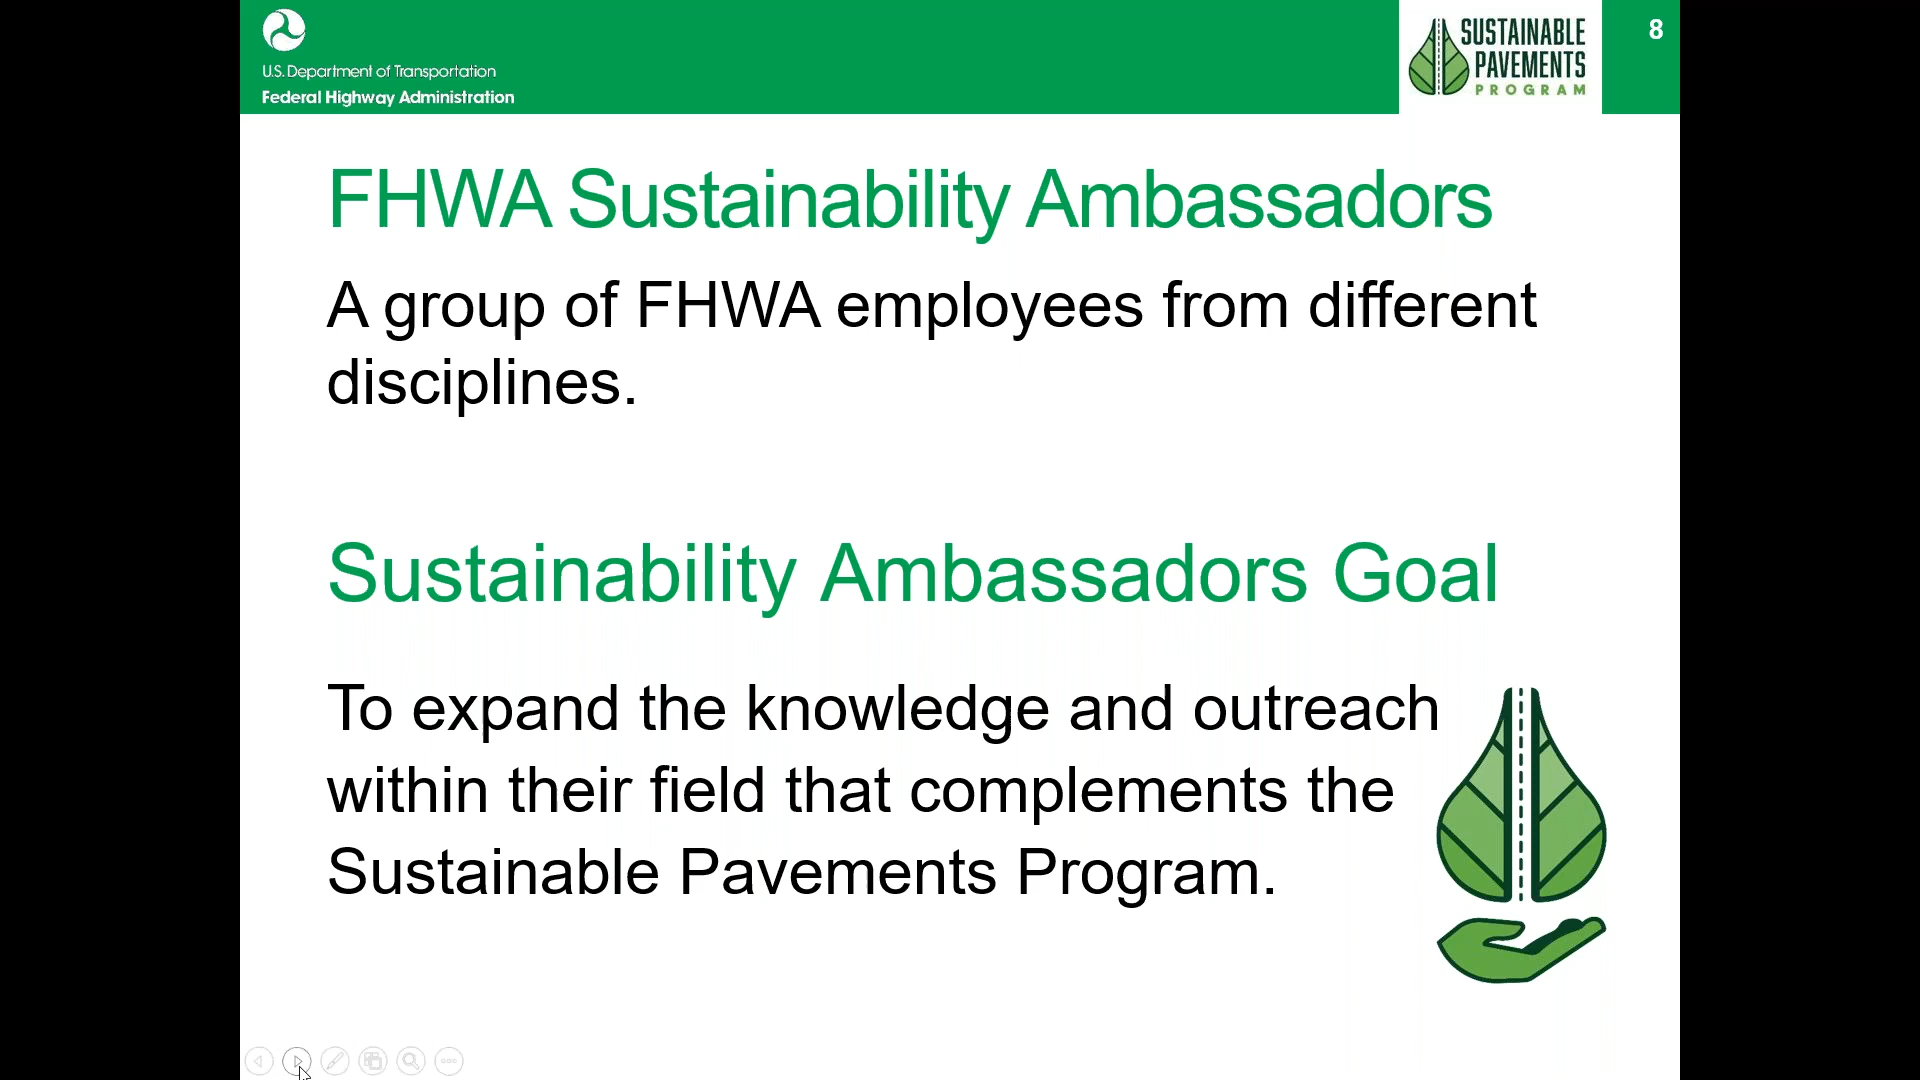 U.S. Department of Transportation
Federal Highway Administration
SUSTAINABLE
PAVEMENTS
PROGRAM
8
FHWA Sustainability Ambassadors
A group of FHWA employees from different
disciplines.
Sustainability Ambassadors Goal
To expand the knowledge and outreach
within their field that complements the
Sustainable Pavements Program.